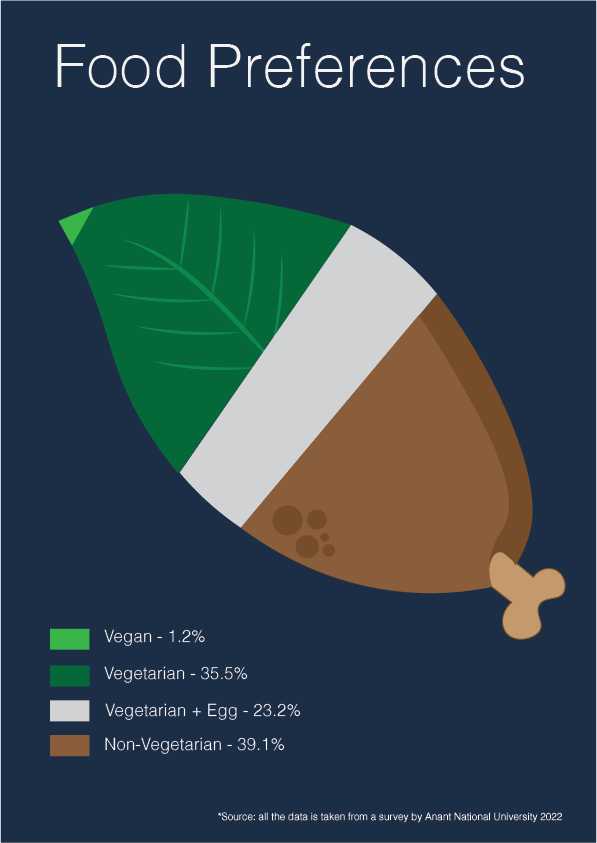 Food Preferences
Vegan - 1.2%
Vegetarian - 35.5%
Vegetarian + Egg - 23.2%
Non-Vegetarian - 39.1%
*Source: all the data is taken from a survey by Anant National University 2022